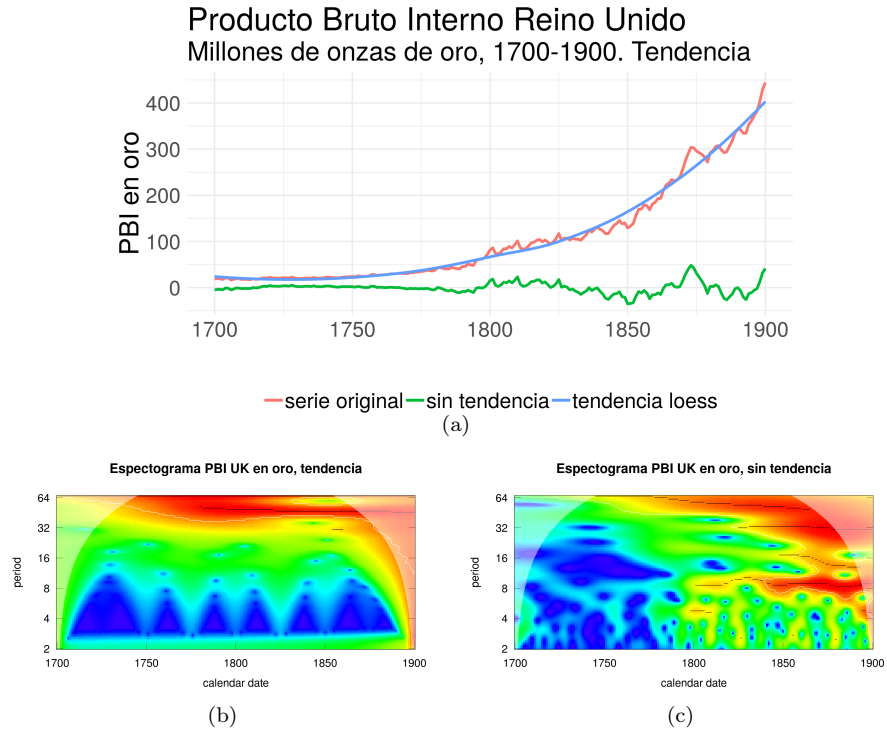 Producto Bruto Interno Reino Unido
Millones de onzas de oro, 1700-1900. Tendencia
PBI en oro
400
300
200
100
0
1700 1750 1800 1850 1900
serie original sin tendencia tendencia loess
(a)
Espectograma PBI UK en oro, tendencia
period
64
32
16
8
4
2
1700 1750 1800 1850 1900
calendar date
(b)
Espectograma PBI UK en oro, sin tendencia
period
64
32
16
8
4
2
1700 1750 1800 1850 1900
calendar date
(c)